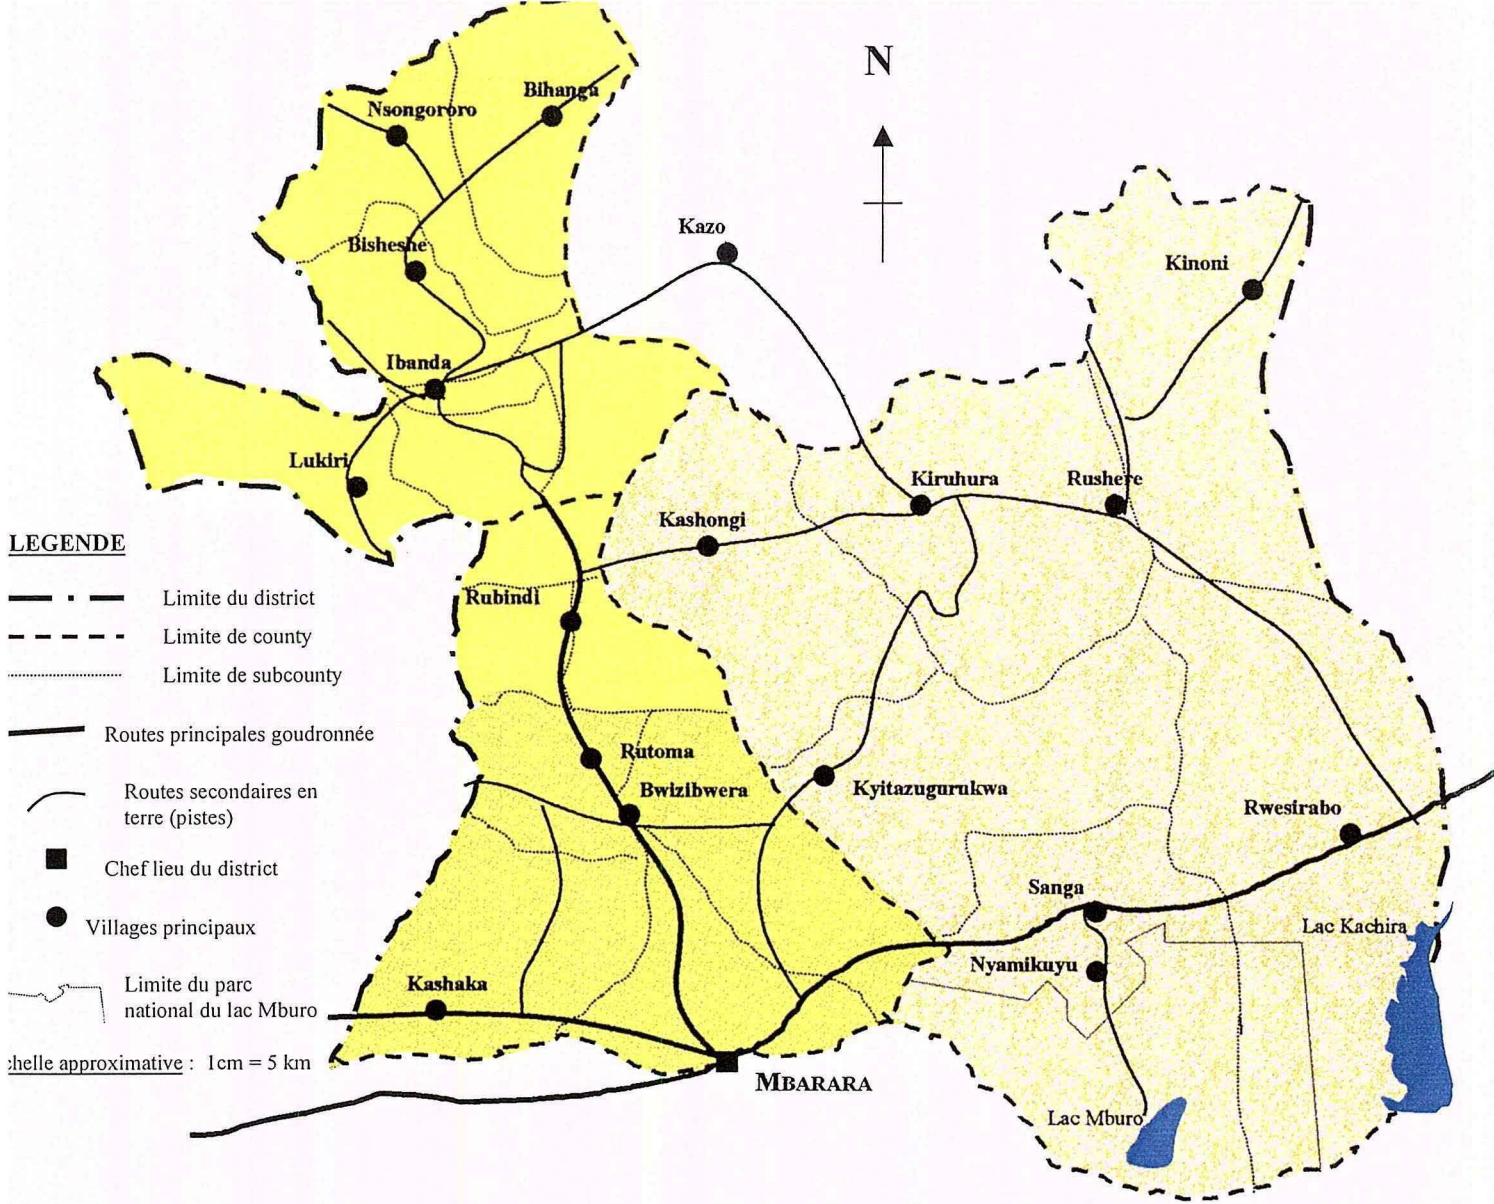 N
Bihanga
Nsongororo
Kazo
Bisheshe
Kinoni
Ibanda
Lukiri
Kiruhura
Rushere
Kashongi
Rubindi
Rutoma
Bwizibwera
Kyitazugurukwa
Rwesirabo
Sanga
Lac Kachira
Nyamikuyu
Kashaka
MBARARA
Lac Mburo
LEGENDE
Limite du district
Limite de county
Limite de subcounty
Routes principales goudronnée
Routes secondaires en
terre (pistes)
Chef lieu du district
Villages principaux
Limite du parc
national du lac Mburo
chelle approximative : 1cm = 5 km